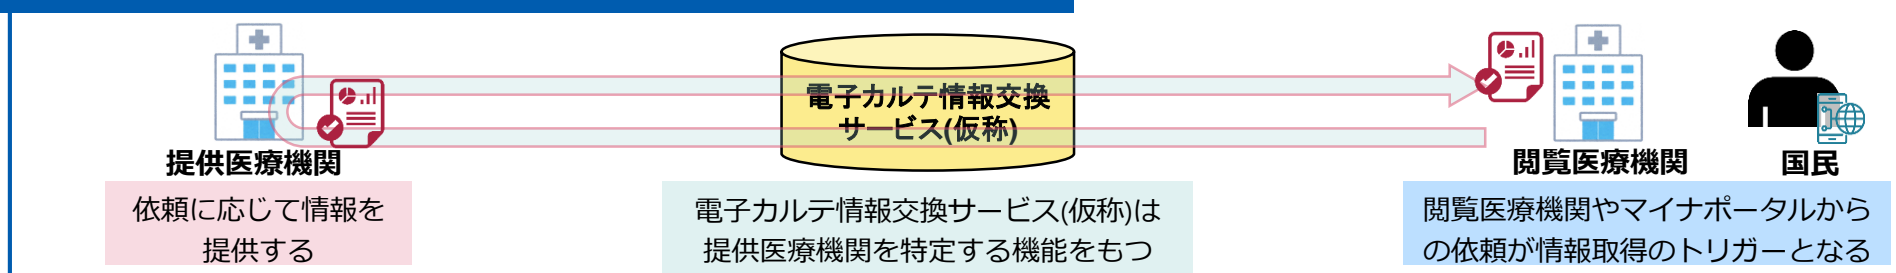 電子カルテ情報交換
サービス(仮称)
提供医療機関
閲覧医療機関
国民
依頼に応じて情報を
提供する
電子カルテ情報交換サービス(仮称)は
提供医療機関を特定する機能をもつ
閲覧医療機関やマイナポータルから
の依頼が情報取得のトリガーとなる